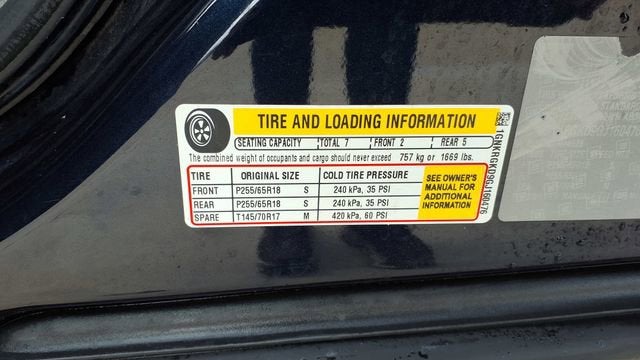 TIRE AND LOADING INFORMATION
SEATING CAPACITY TOTAL 7 FRONT 2 REAR 5
The combined weight of occupants and cargo should never exceed 757 kg or 1669 lbs.
TIRE ORIGINAL SIZE COLD TIRE PRESSURE
FRONT P255/65R18 S 240 kPa, 35 PSI
REAR P255/65R18 S 240 kPa, 35 PSI
SPARE T145/70R17 M 420 kPa, 60 PSI
SEE OWNER'S
MANUAL FOR
ADDITIONAL
INFORMATION
1GNKRGKD9GJ160476